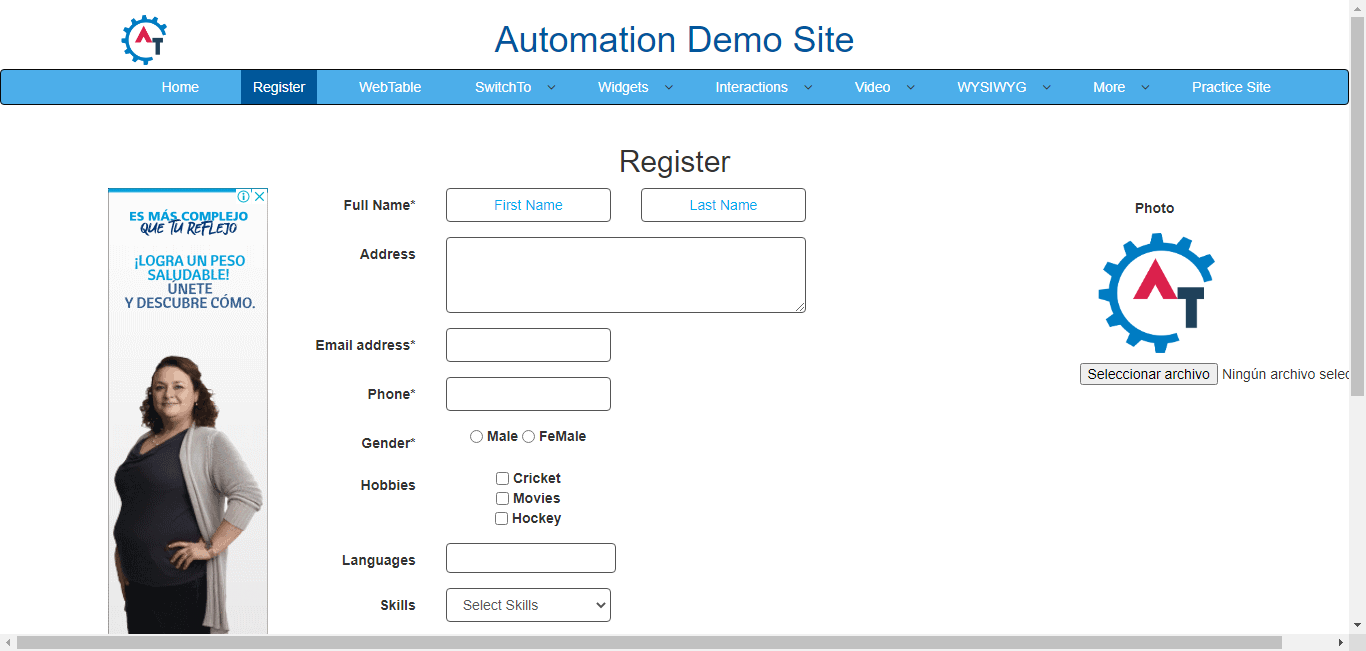 AT
Automation Demo Site
Home Register WebTable SwitchTo Widgets Interactions Video WYSIWYG More Practice Site
Register
ES MÁS COMPLEJO
QUE TU REFLEJO
¡LOGRA UN PESO
SALUDABLE!
ÚNETE
Y DESCUBRE CÓMO.
Full Name* First Name Last Name
Address
Email address*
Phone*
Gender* Male FeMale
Hobbies Cricket
Movies
Hockey
Languages
Skills Select Skills
Photo
AT
Seleccionar archivo Ningún archivo selec